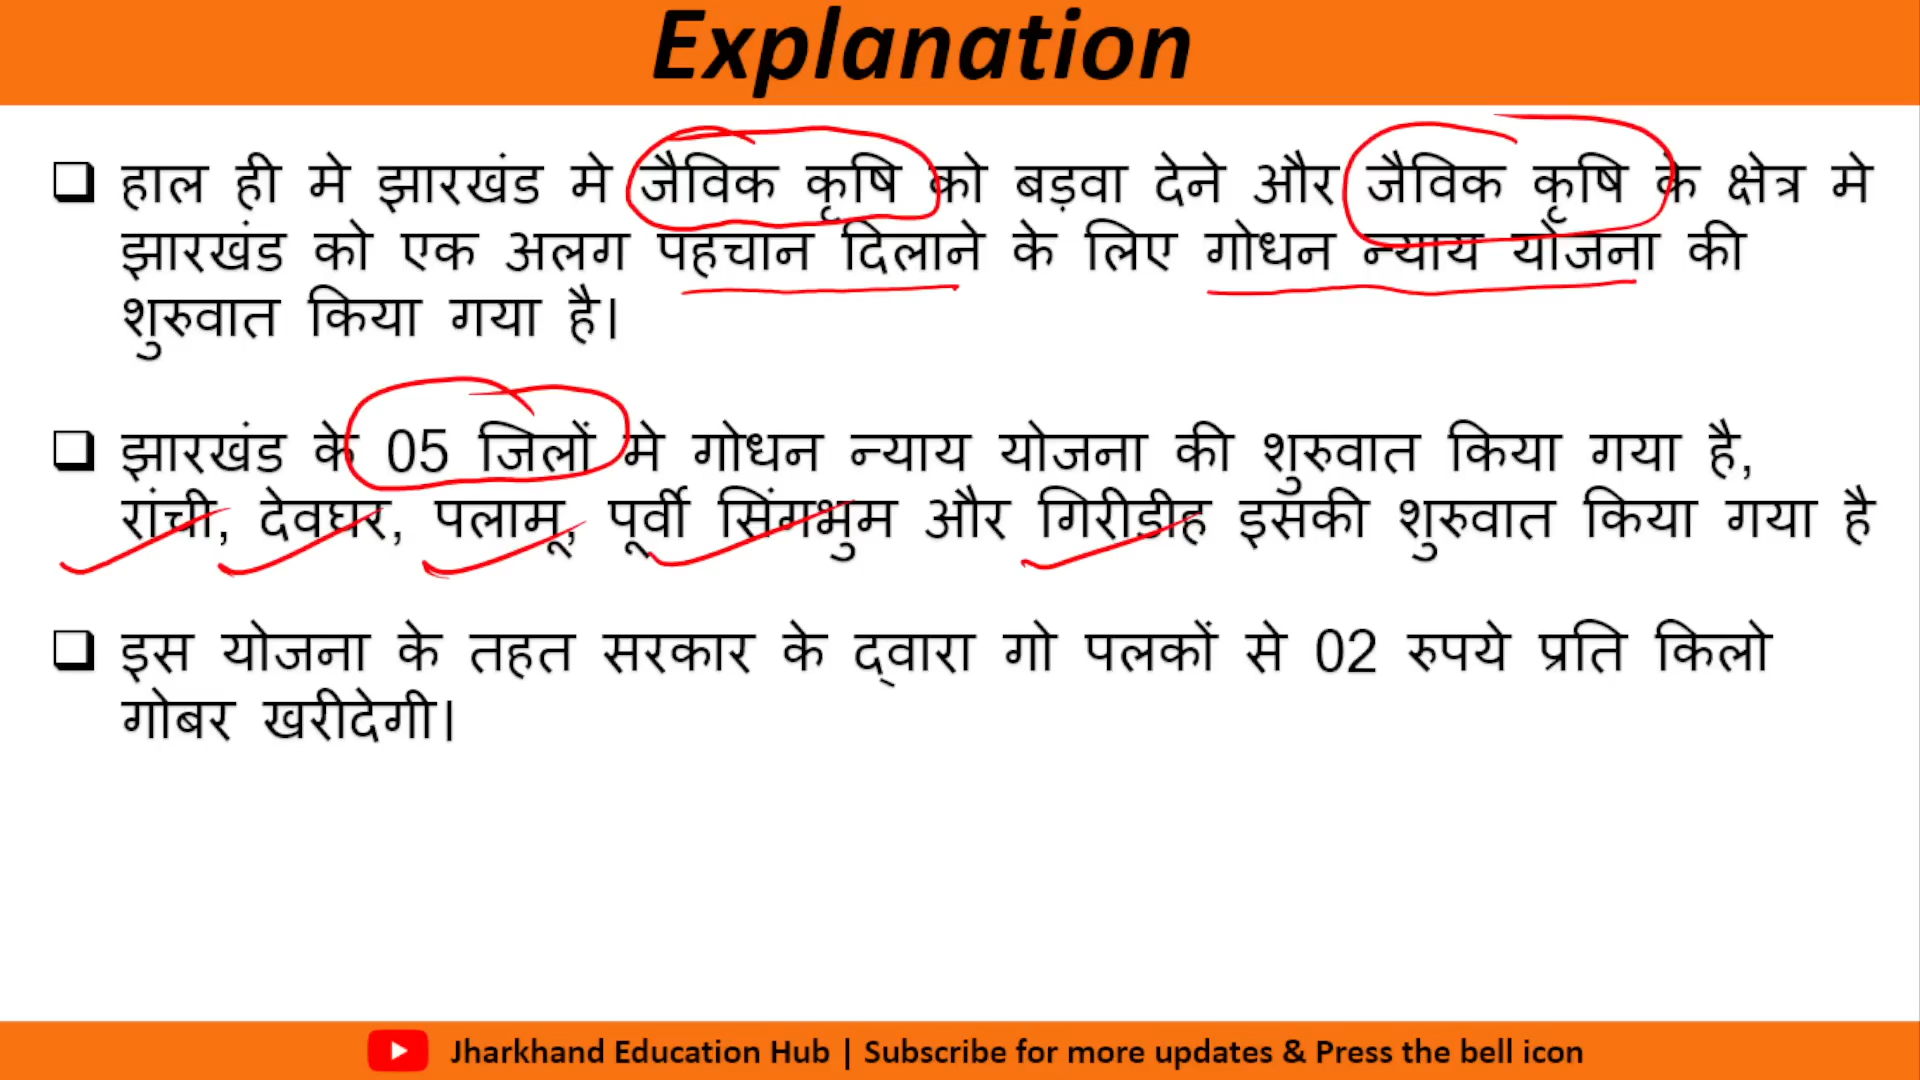 Explanation
हाल ही मे झारखंड मे जैविक कृषि को बड़वा देने और जैविक कृषि के क्षेत्र मे
झारखंड को एक अलग पहचान दिलाने के लिए गोधन न्याय योजना की
शुरुवात किया गया है।
झारखंड के 05 जिलों मे गोधन न्याय योजना की शुरुवात किया गया है,
रांची, देवघर, पलामू, पूर्वी सिंगभुम और गिरीडीह इसकी शुरुवात किया गया है
इस योजना के तहत सरकार के द्वारा गो पलकों से 02 रुपये प्रति किलो
गोबर खरीदेगी।
Jharkhand Education Hub | Subscribe for more updates & Press the bell icon